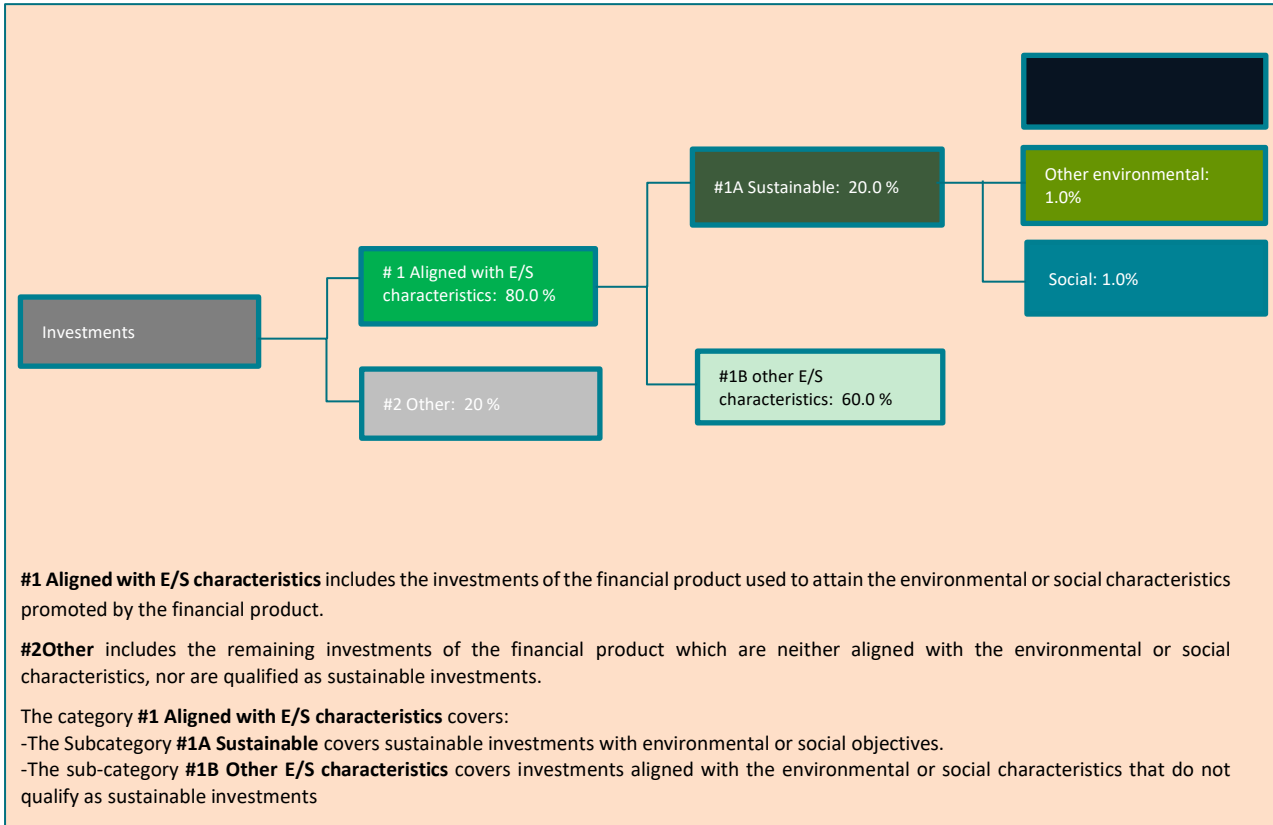 Other environmental:
1.0%
#1A Sustainable:  20.0 %
Social: 1.0%
# 1 Aligned with E/S
characteristics:  80.0 %
Investments
#1B other E/S
characteristics:  60.0 %
#2 Other:  20 %
#1 Aligned with E/S characteristics includes the investments of the financial product used to attain the environmental or social characteristics
promoted by the financial product.
#2Other includes the remaining investments of the financial product which are neither aligned with the environmental or social
characteristics, nor are qualified as sustainable investments.
The category #1 Aligned with E/S characteristics covers:
-The Subcategory #1A Sustainable covers sustainable investments with environmental or social objectives.
-The sub-category #1B Other E/S characteristics covers investments aligned with the environmental or social characteristics that do not
qualify as sustainable investments